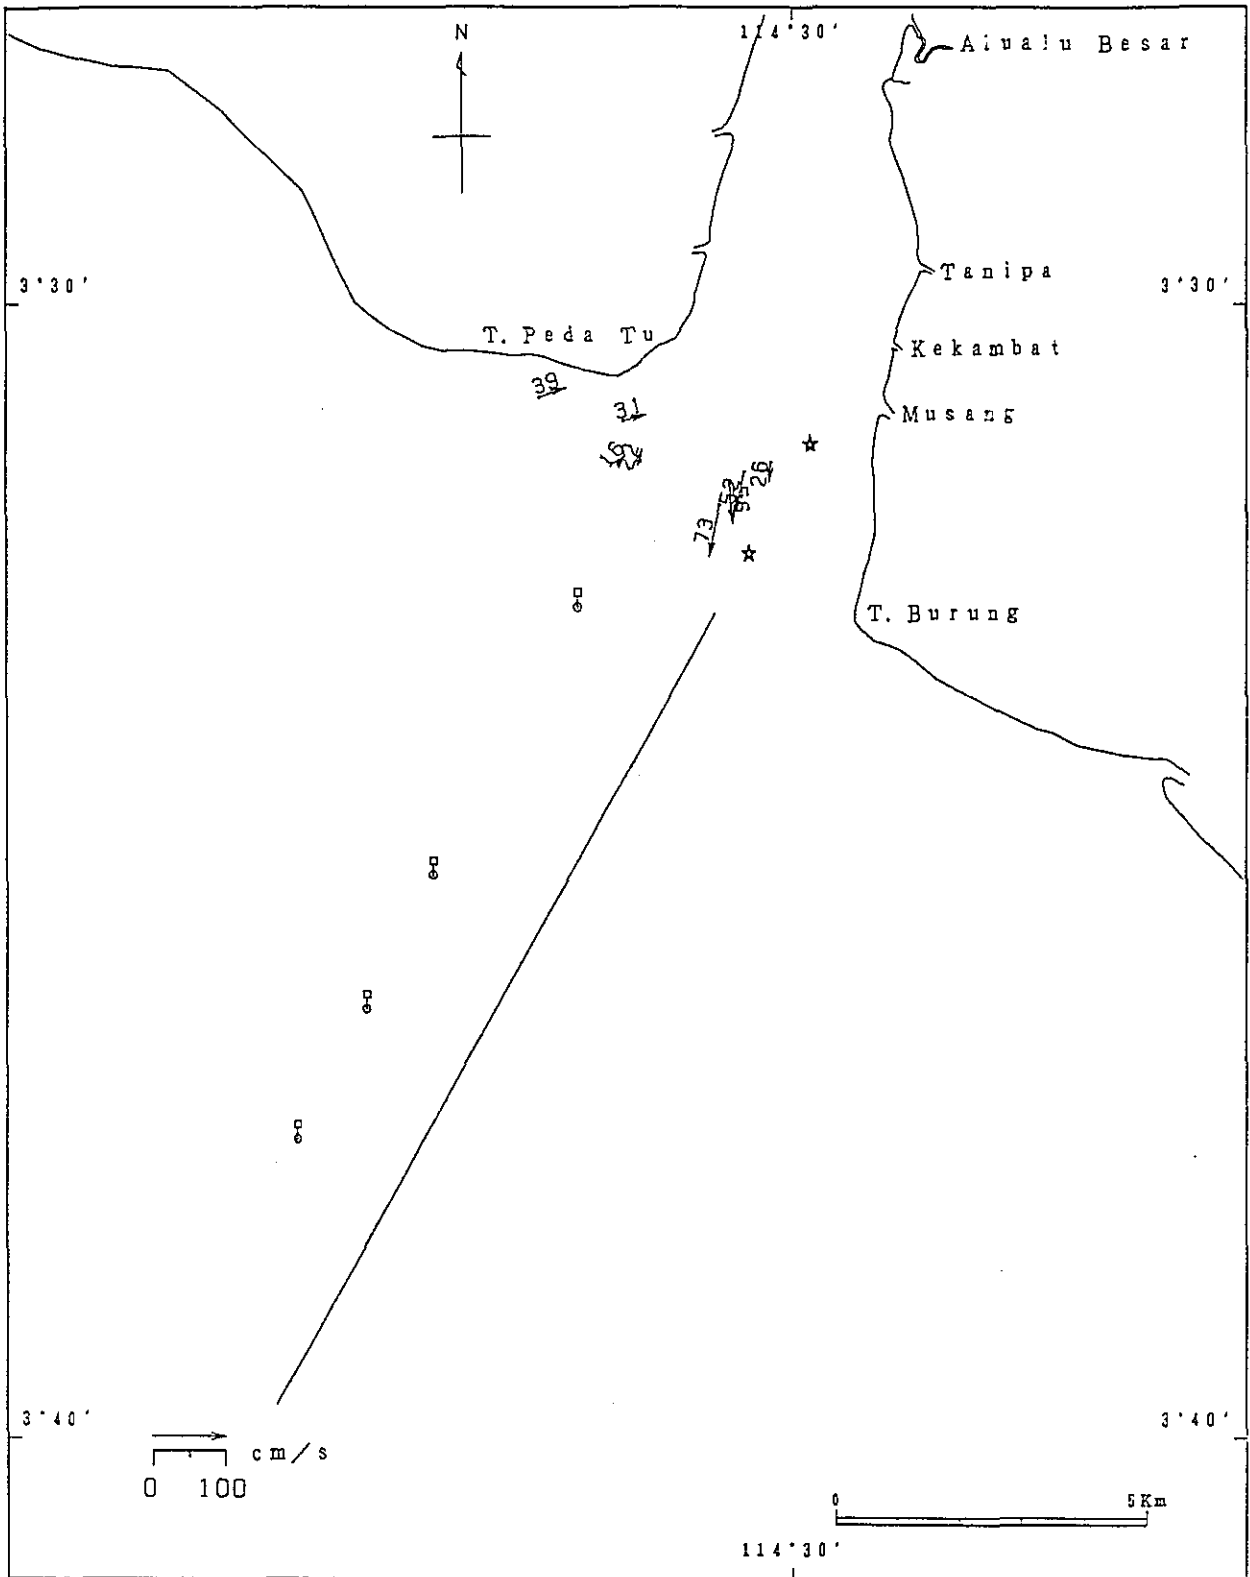 N
114°30'
Aiualu Besar
Tanipa
3°30'
3°30'
T. Peda Tu
Kekambat
39
31
Musang
26
73
T. Burung
3°40'
3°40'
cm/s
0 100
0 5Km
114°30'